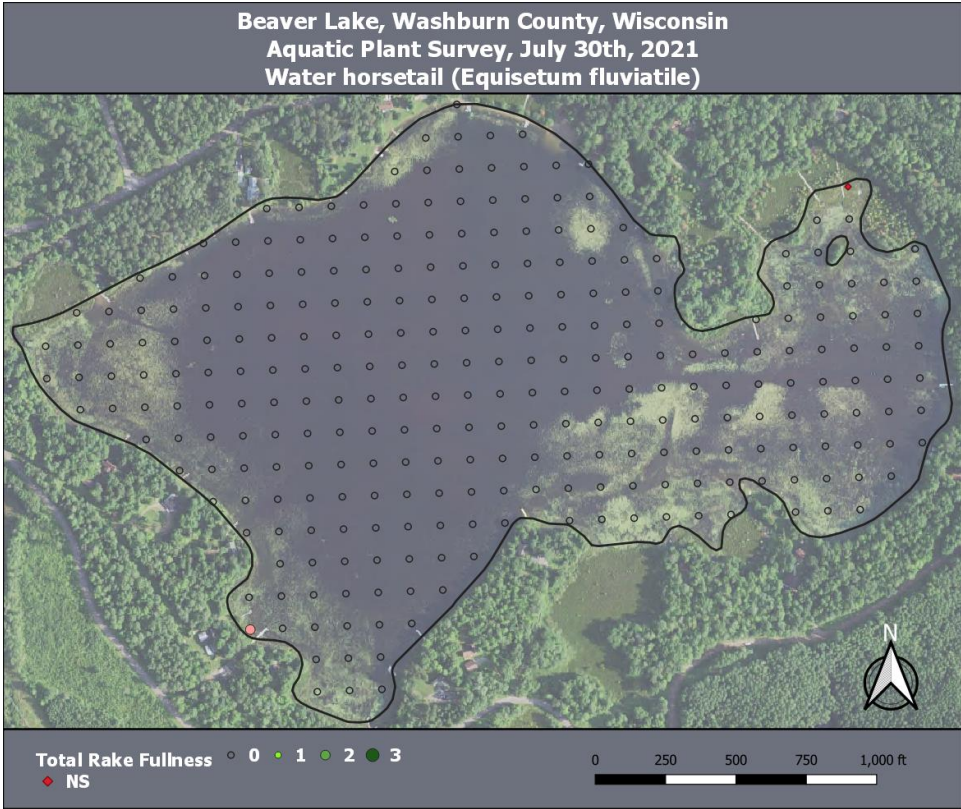 Beaver Lake, Washburn County, Wisconsin
Aquatic Plant Survey, July 30th, 2021
Water horsetail (Equisetum fluviatile)
N
Total Rake Fullness 0 1 2 3
NS
0 250 500 750 1,000 ft